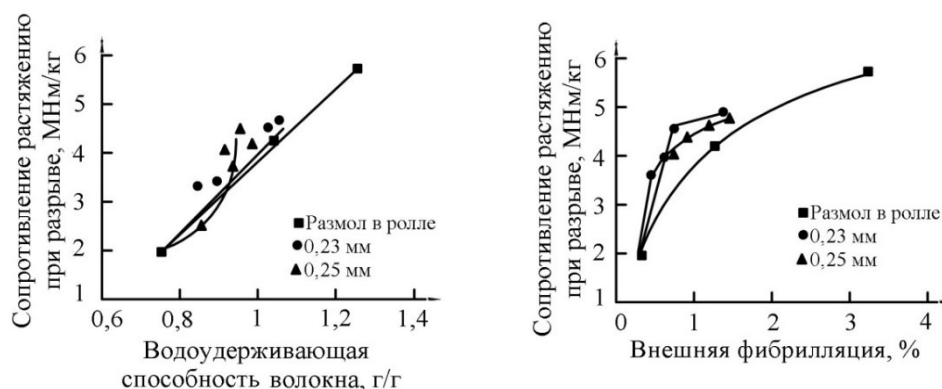 Сопротивление растяжению
при разрыве, МНм/кг
6
5
4
3
2
1
0,6 0,8 1 1,2 1,4
Водоудерживающая
способность волокна, г/г
Размол в ролле
0,23 мм
0,25 мм
Сопротивление растяжению
при разрыве, МНм/кг
6
5
4
3
2
1
0 1 2 3 4
Внешняя фибрилляция, %
Размол в ролле
0,23 мм
0,25 мм